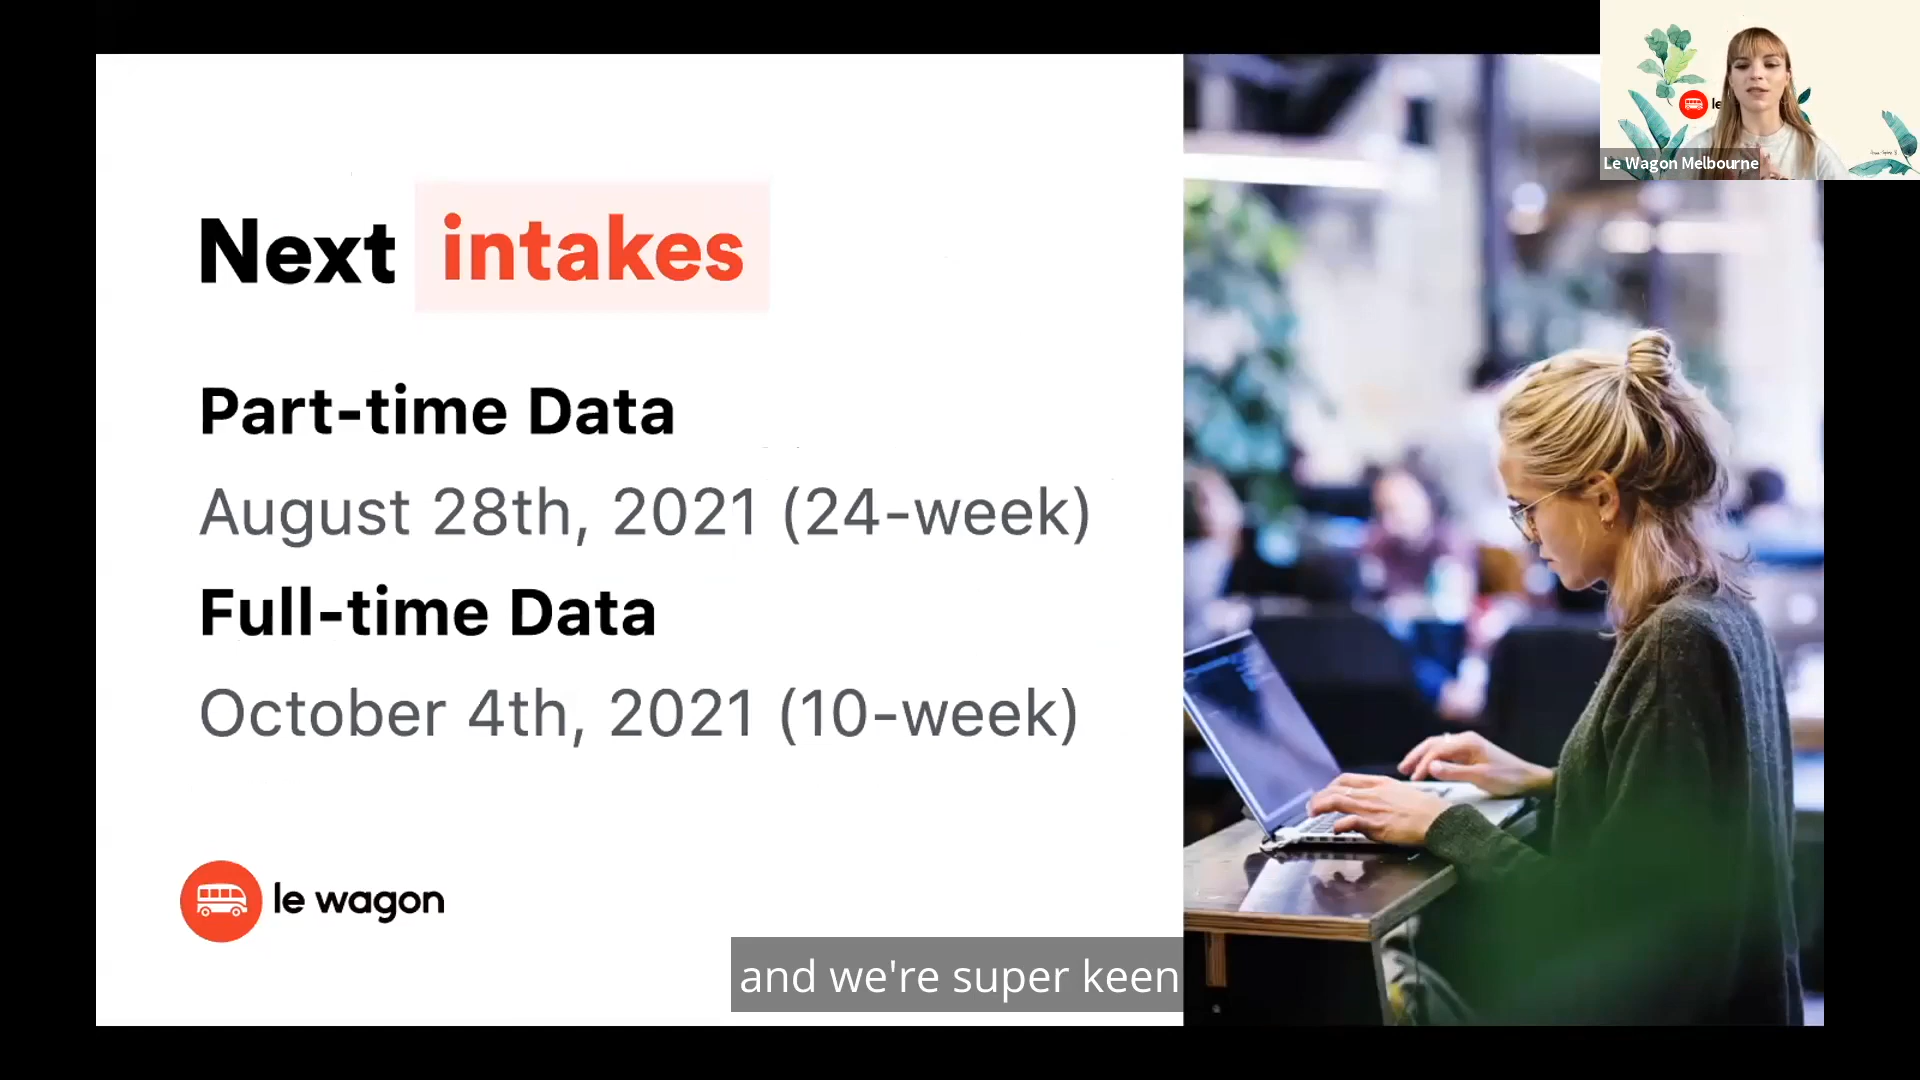 Next intakes
Part-time Data
August 28th, 2021 (24-week)
Full-time Data
October 4th, 2021 (10-week)
le wagon
and we're super keen
le
Le Wagon Melbourne